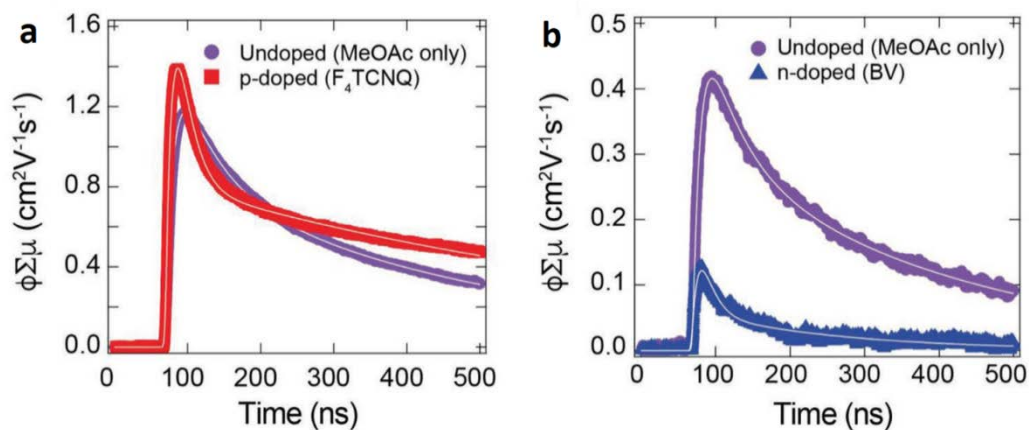 a
1.6
1.2
0.8
0.4
0.0
ϕΣμ (cm²V⁻¹s⁻¹)
Undoped (MeOAc only)
p-doped (F₄TCNQ)
0 100 200 300 400 500
Time (ns)
b
0.5
0.4
0.3
0.2
0.1
0.0
ϕΣμ (cm²V⁻¹s⁻¹)
Undoped (MeOAc only)
n-doped (BV)
0 100 200 300 400 500
Time (ns)